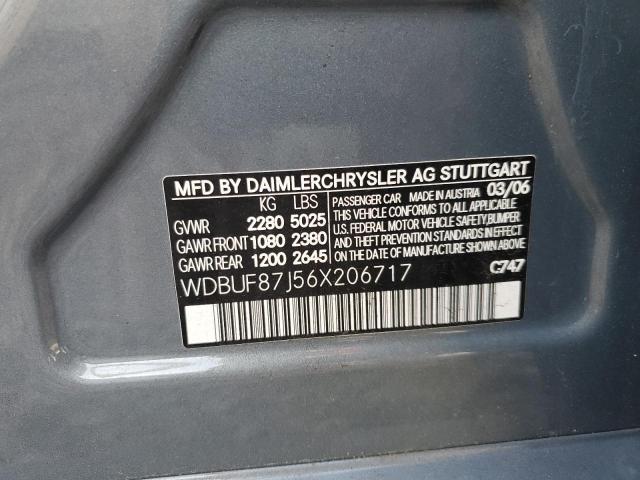 MFD BY DAIMLERCHRYSLER AG STUTTGART
KG LBS
GVWR 2280 5025
GAWR FRONT 1080 2380
GAWR REAR 1200 2645
PASSENGER CAR MADE IN AUSTRIA 03/06
THIS VEHICLE CONFORMS TO ALL APPLICABLE
U.S. FEDERAL MOTOR VEHICLE SAFETY,BUMPER
AND THEFT PREVENTION STANDARDS IN EFFECT
ON THE DATE OF MANUFACTURE SHOWN ABOVE.
WDBUF87J56X206717
C747